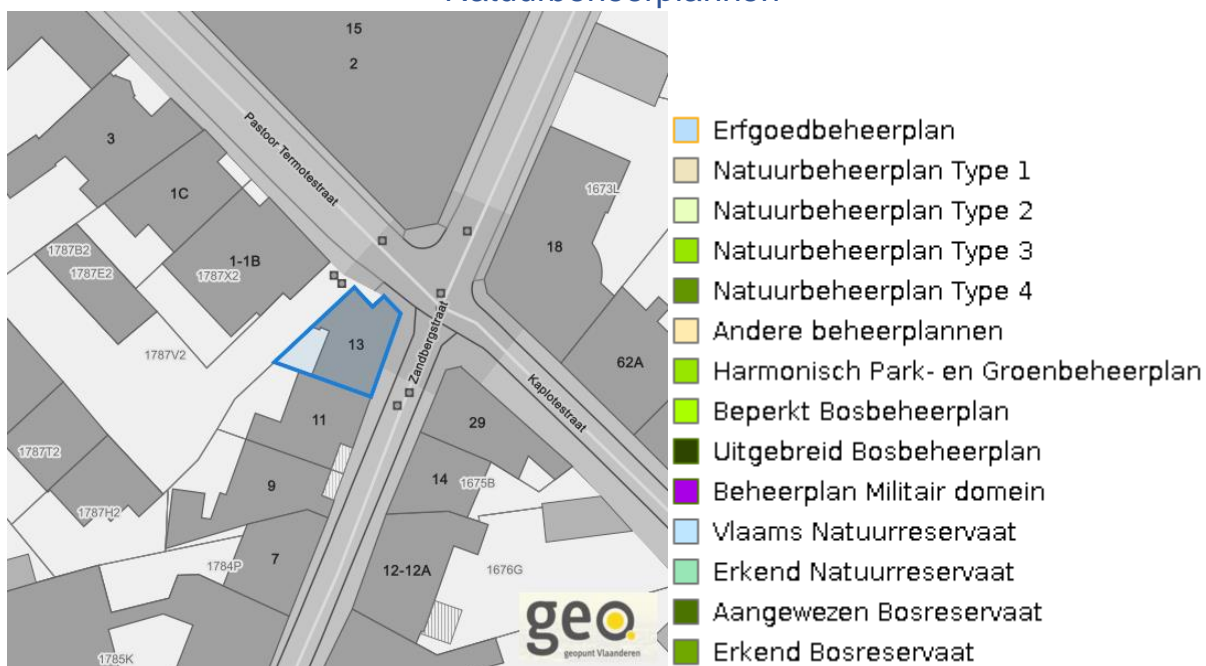 Natuurbeheerplannen
15
2
Pastoor Termotestraat
3
1C
1673L
18
1787B2
1787E2
1-1B
1787X2
13
Zandbergstraat
1787V2
62A
Kaplotestraat
11
29
1787T2
9
14
1675B
1787H2
7
1784P
12-12A
1676G
1785K
geo
geopunt Vlaanderen
Erfgoedbeheerplan
Natuurbeheerplan Type 1
Natuurbeheerplan Type 2
Natuurbeheerplan Type 3
Natuurbeheerplan Type 4
Andere beheerplannen
Harmonisch Park- en Groenbeheerplan
Beperkt Bosbeheerplan
Uitgebreid Bosbeheerplan
Beheerplan Militair domein
Vlaams Natuurreservaat
Erkend Natuurreservaat
Aangewezen Bosreservaat
Erkend Bosreservaat